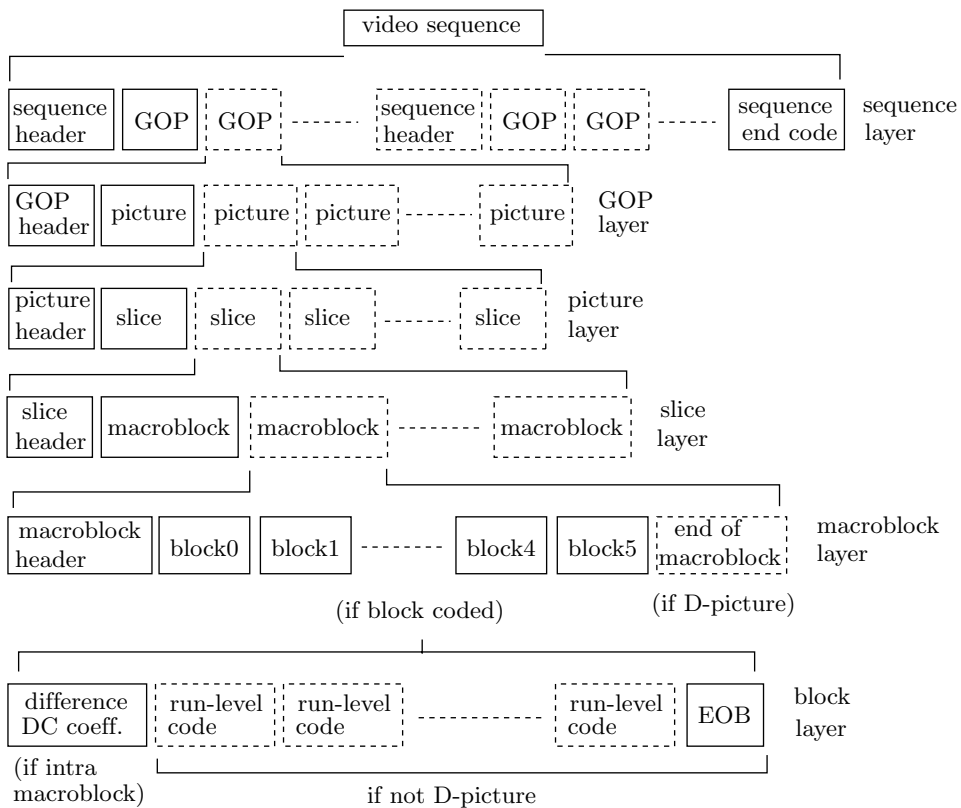 video sequence
sequence header GOP GOP sequence header GOP GOP sequence end code sequence layer
GOP header picture picture picture picture GOP layer
picture header slice slice slice slice picture layer
slice header macroblock macroblock macroblock slice layer
macroblock header block0 block1 block4 block5 end of macroblock macroblock layer
(if block coded) (if D-picture)
difference DC coeff. run-level code run-level code run-level code EOB block layer
(if intra macroblock) if not D-picture